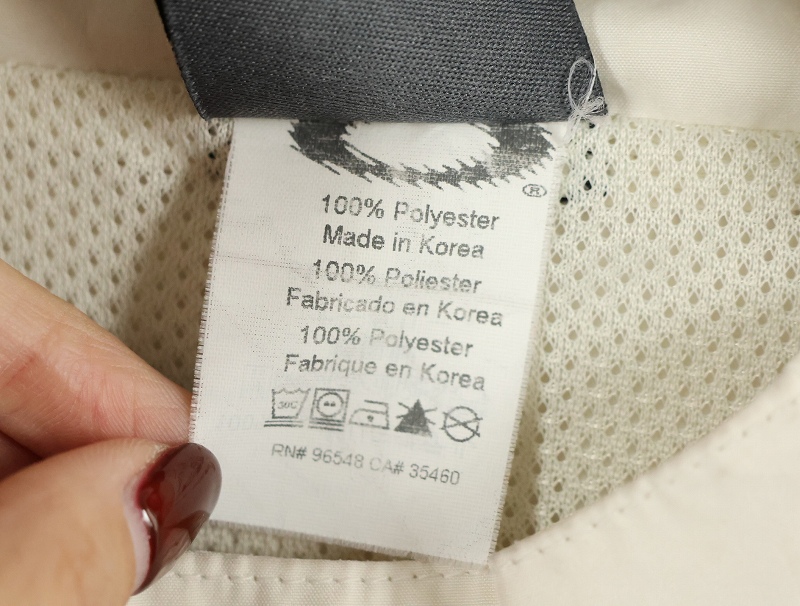 ®
100% Polyester
Made in Korea
100% Poliester
Fabricado en Korea
100% Polyester
Fabrique en Korea
30C
RN# 96548 CA# 35460